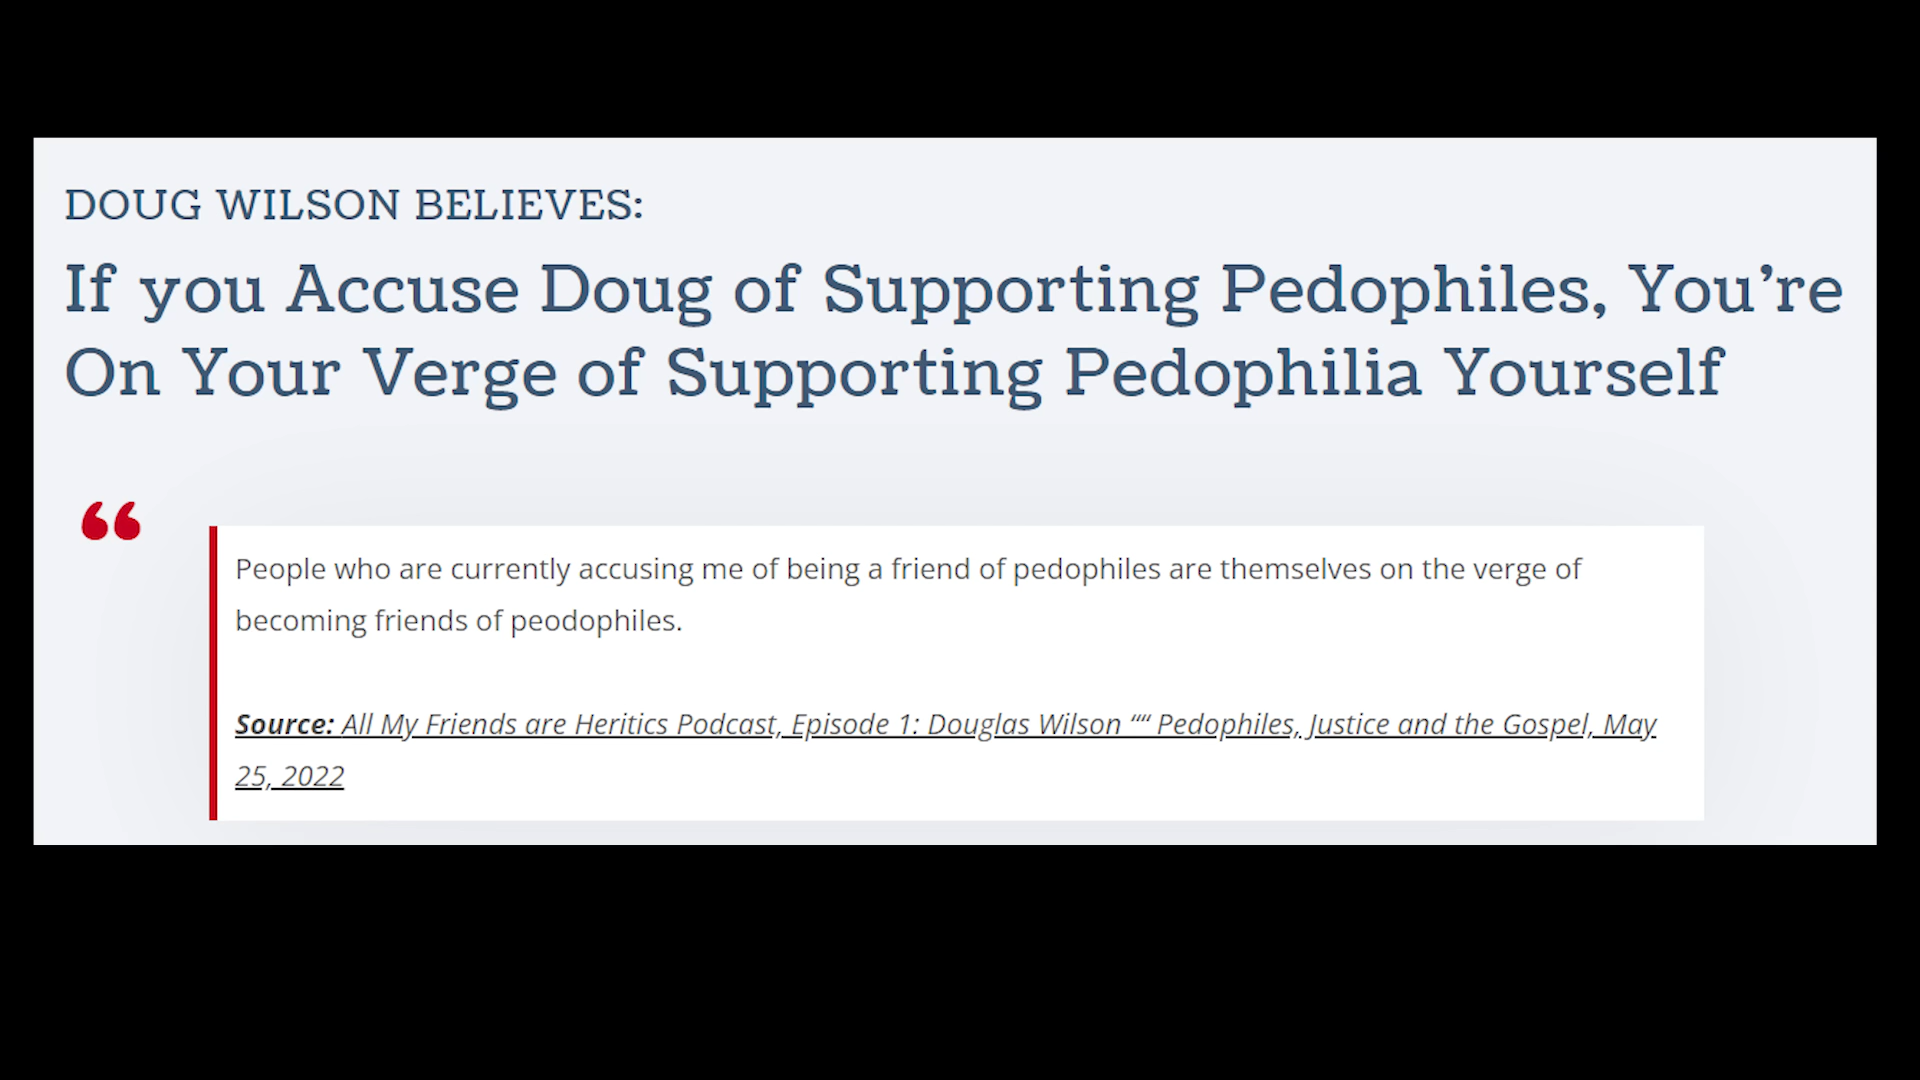 DOUG WILSON BELIEVES:
If you Accuse Doug of Supporting Pedophiles, You’re
On Your Verge of Supporting Pedophilia Yourself
“
People who are currently accusing me of being a friend of pedophiles are themselves on the verge of
becoming friends of peodophiles.
Source: All My Friends are Heritics Podcast, Episode 1: Douglas Wilson ““ Pedophiles, Justice and the Gospel, May
25, 2022